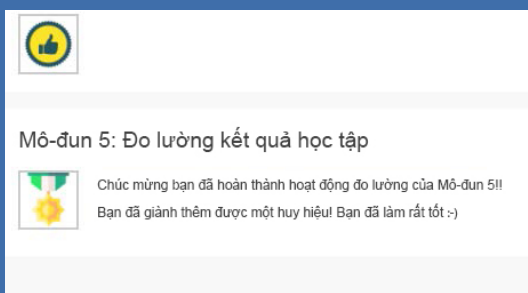 Mô-đun 5: Đo lường kết quả học tập
Chúc mừng bạn đã hoàn thành hoạt động đo lường của Mô-đun 5!!
Bạn đã giành thêm được một huy hiệu! Bạn đã làm rất tốt :-)